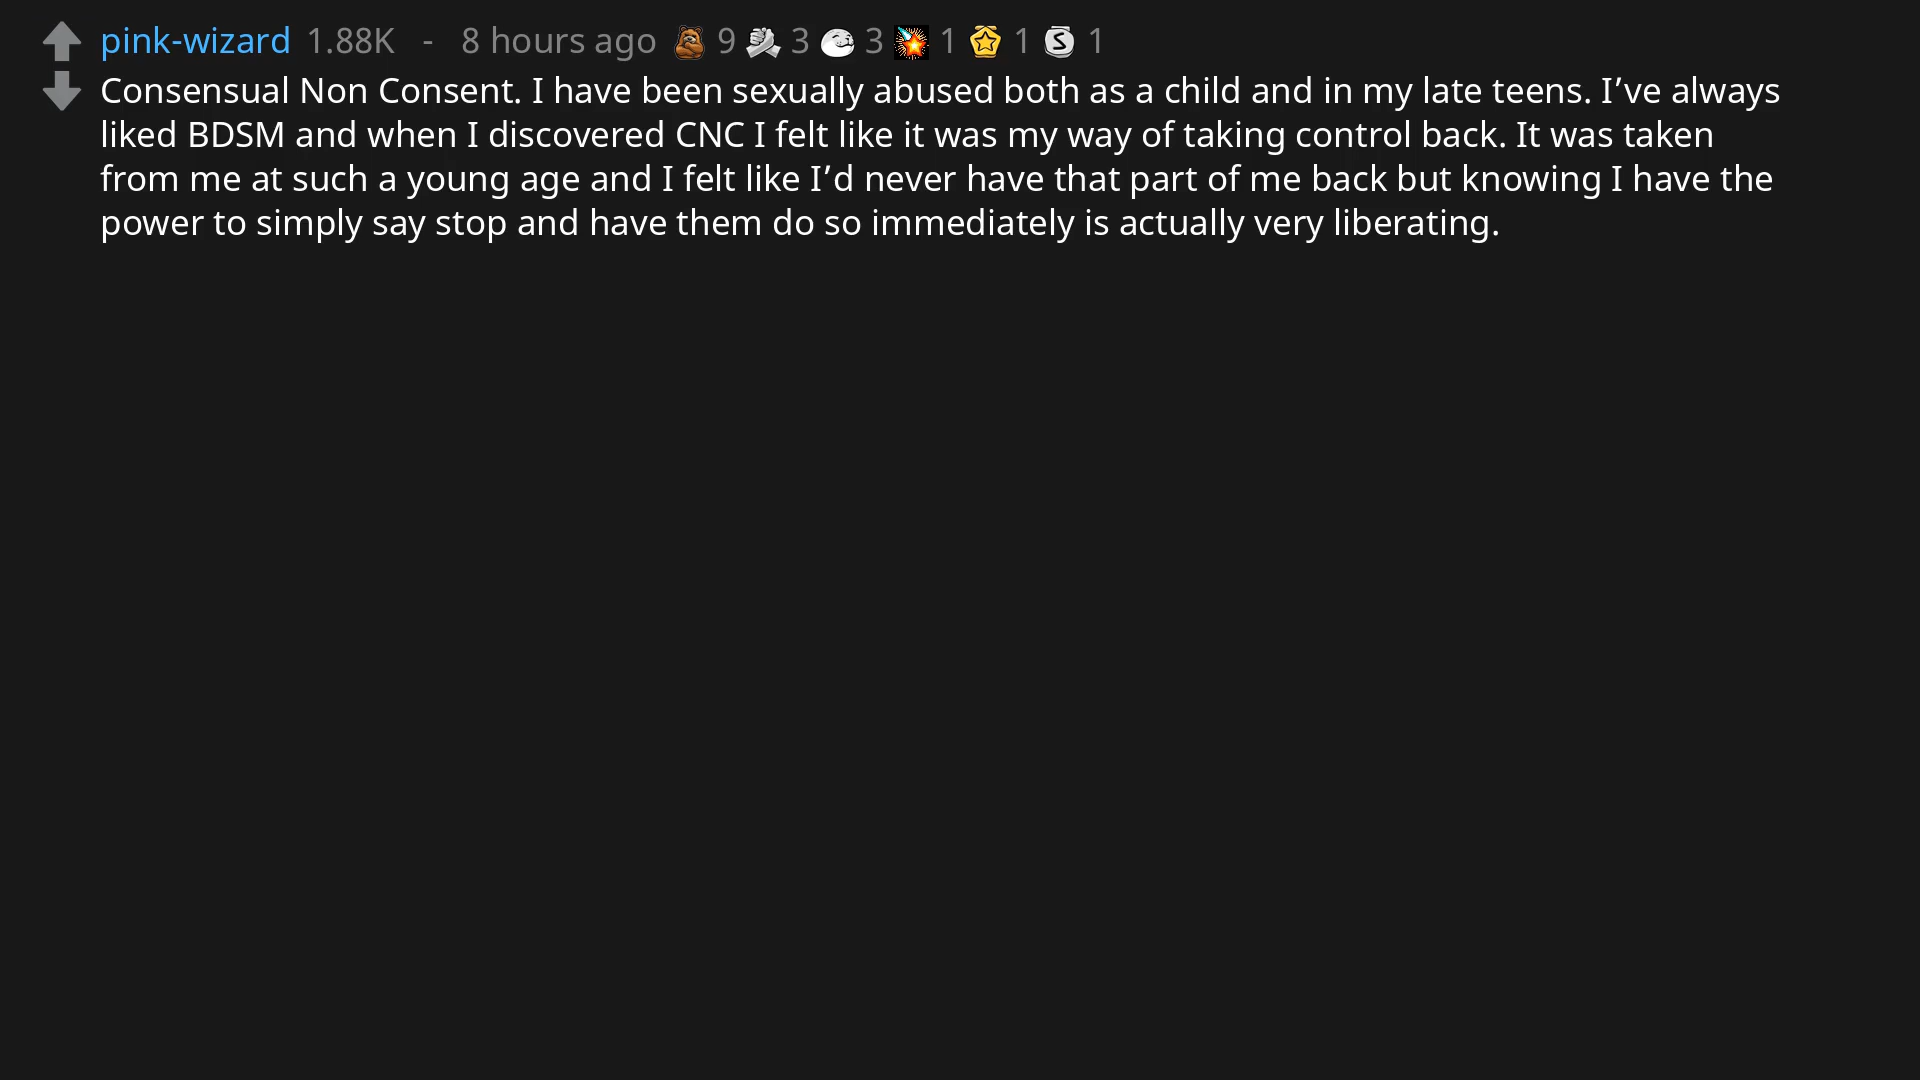 pink-wizard 1.88K - 8 hours ago 9 3 3 1 1 S 1
Consensual Non Consent. I have been sexually abused both as a child and in my late teens. I’ve always
liked BDSM and when I discovered CNC I felt like it was my way of taking control back. It was taken
from me at such a young age and I felt like I’d never have that part of me back but knowing I have the
power to simply say stop and have them do so immediately is actually very liberating.